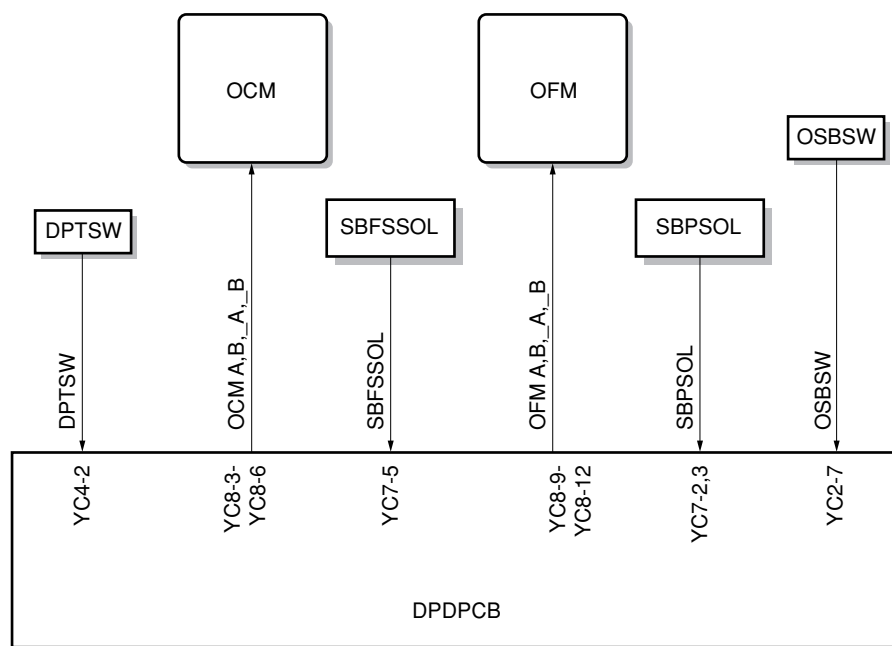 OCM
OFM
OSBSW
DPTSW
SBFSSOL
SBPSOL
DPTSW
OCM A,B,_A,_B
SBFSSOL
OFM A,B,_A,_B
SBPSOL
OSBSW
YC4-2
YC8-3-
YC8-6
YC7-5
YC8-9-
YC8-12
YC7-2,3
YC2-7
DPDPCB